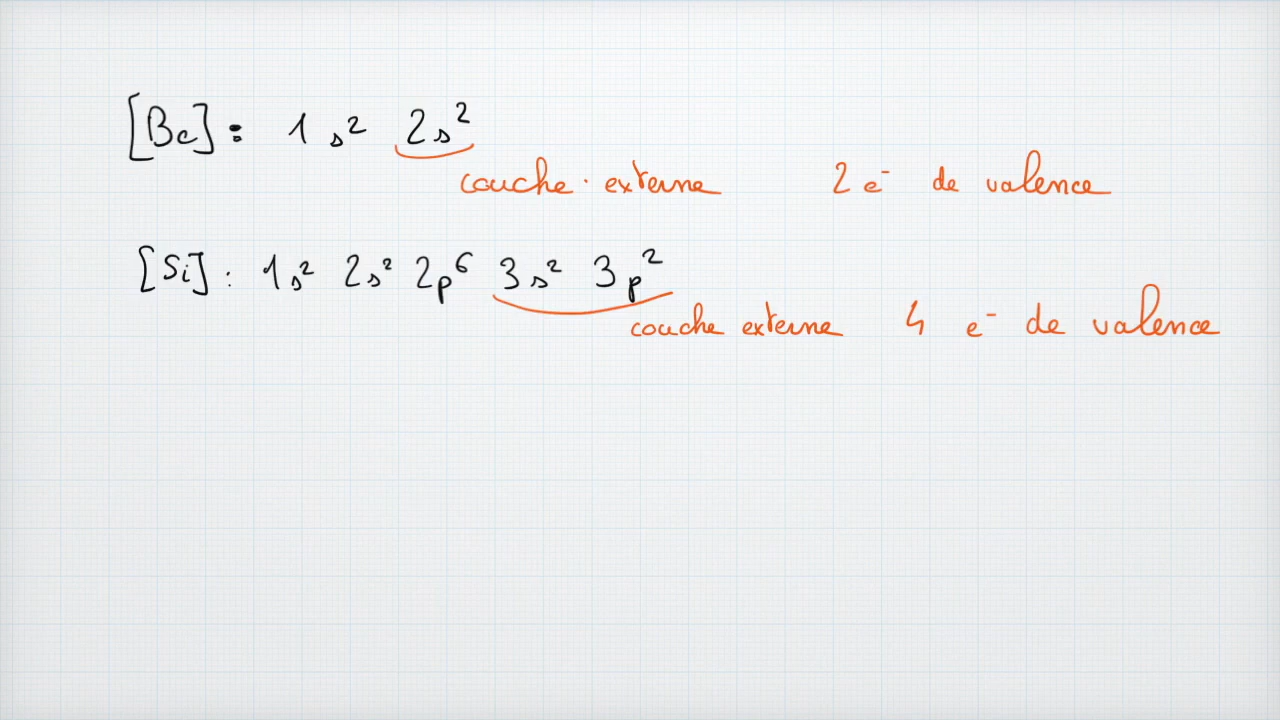 [Be] : 1s² 2s²
couche externe 2 e⁻ de valence
[Si] : 1s² 2s² 2p⁶ 3s² 3p²
couche externe 4 e⁻ de valence